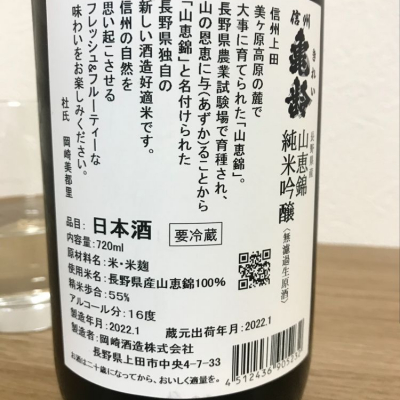 信州
亀齢
きれい
長野県産
山恵錦
純米吟醸
〈無濾過生原酒〉
信州上田
美ヶ原高原の麓で
大事に育てられた「山恵錦」。
長野県農業試験場で育種され、
山の恩恵に与(あずか)ることから
「山恵錦」と名付けられた
長野県独自の
新しい酒造好適米です。
信州の自然を
思い起こさせる
フレッシュ&フルーティーな
味わいをお楽しみください。
杜氏 岡崎美都里
品目:日本酒
要冷蔵
内容量:720ml
原材料名:米・米麹
使用米名:長野県産山恵錦100%
精米歩合:55%
アルコール分:16度
製造年月:2022.1
蔵元出荷年月:2022.1
製造者:岡崎酒造株式会社
長野県上田市中央4-7-33
お酒は二十歳になってから、おいしく適量を。